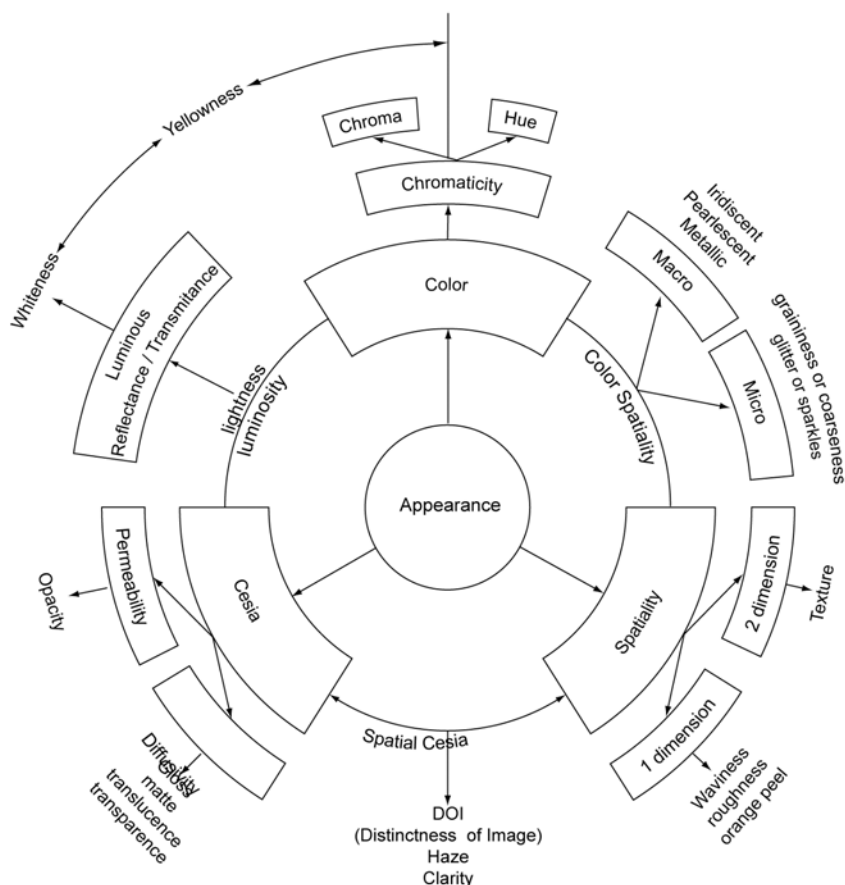 Yellowness
Chroma
Hue
Chromaticity
Iridiscent
Pearlescent
Metallic
Macro
Whiteness
Luminous
Reflectance / Transmitance
Color
graininess or coarseness
glitter or sparkles
Micro
lightness
luminosity
Color Spatiality
Appearance
Permeability
Opacity
Cesia
Spatiality
2 dimension
Texture
Spatial Cesia
1 dimension
Waviness
roughness
orange peel
Diffusivity
Gloss
matte
translucence
transparence
DOI
(Distinctness of Image)
Haze
Clarity